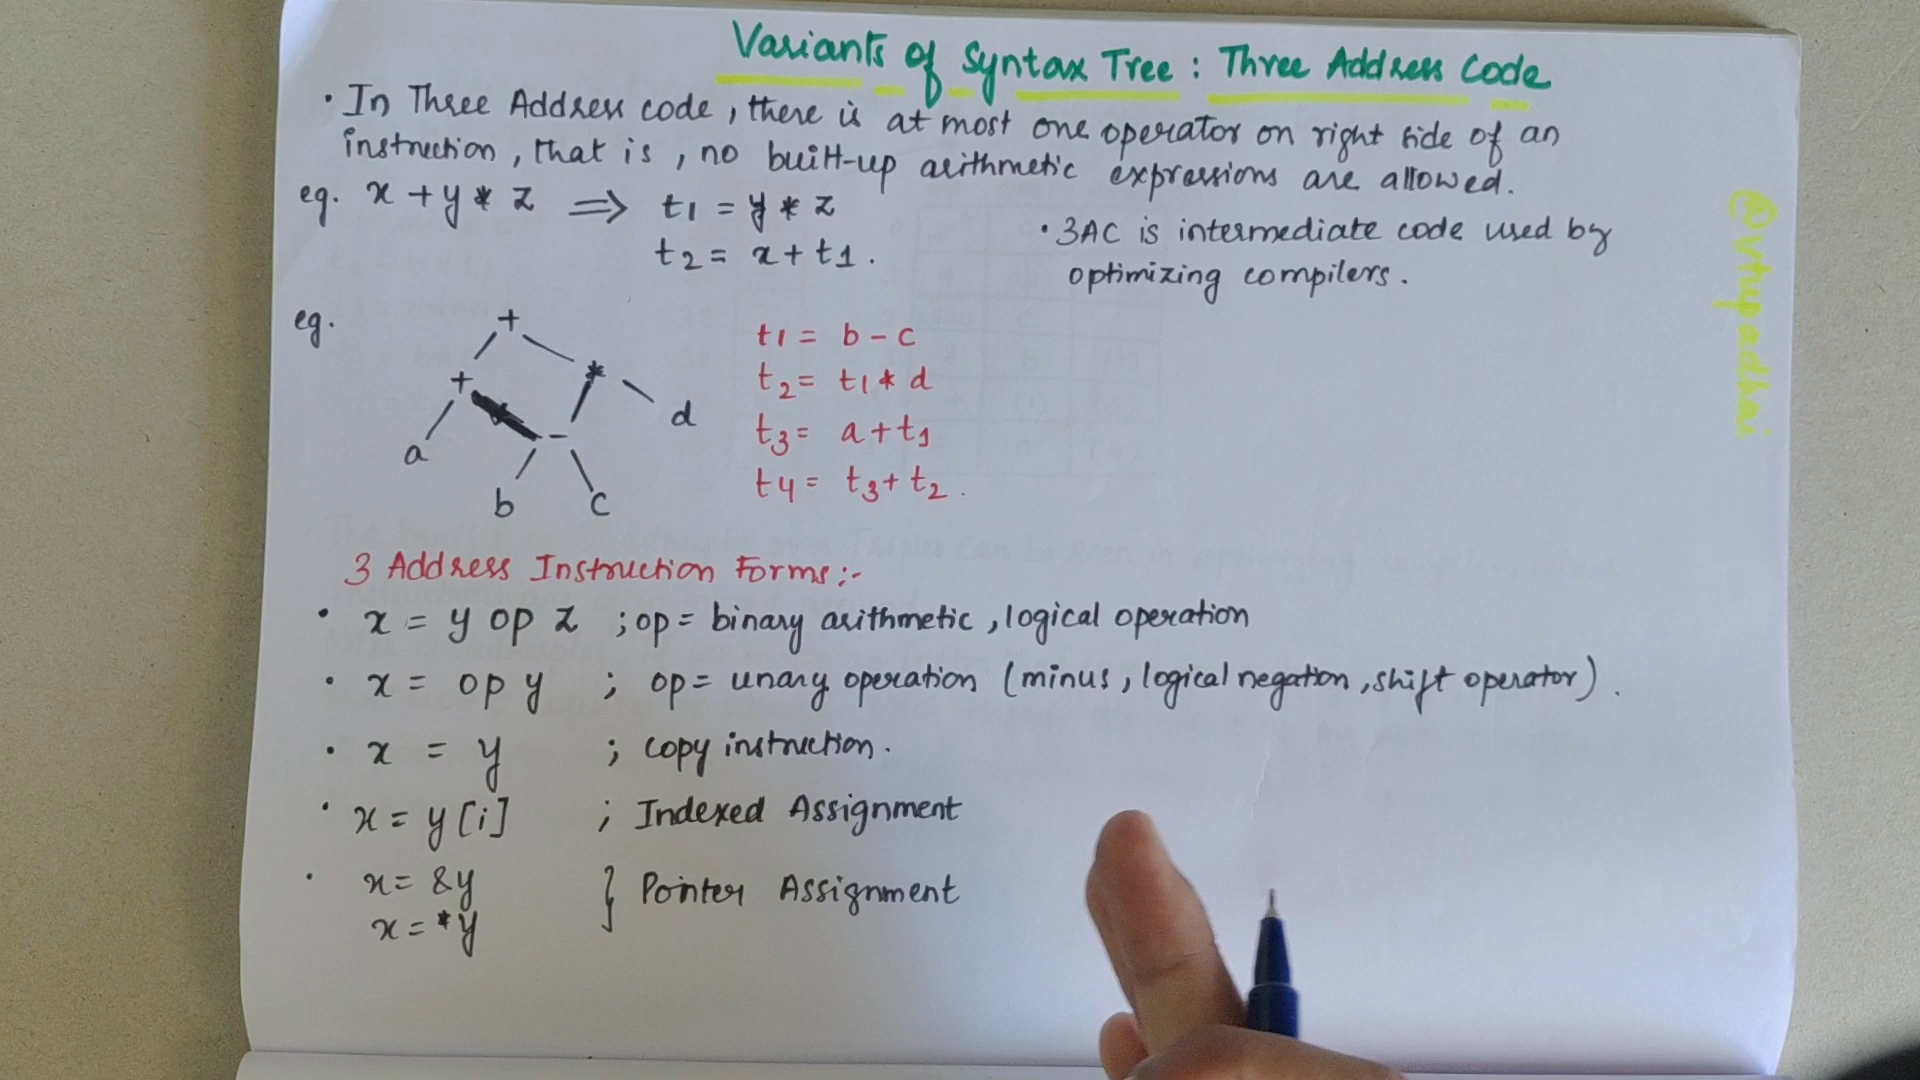 Variants of Syntax Tree : Three Address Code
• In Three Address code, there is at most one operator on right side of an
instruction, that is, no built-up arithmetic expressions are allowed.
eg. x + y * z ⇒ t1 = y * z
t2 = x + t1.
• 3AC is intermediate code used by
optimizing compilers.
eg.
+
+ *
a - d
b c
t1 = b - c
t2 = t1 * d
t3 = a + t1
t4 = t3 + t2.
3 Address Instruction Forms :-
• x = y op z ; op = binary arithmetic, logical operation
• x = op y ; op = unary operation (minus, logical negation, shift operator).
• x = y ; copy instruction.
• x = y [i] ; Indexed Assignment
• x = &y } Pointer Assignment
x = *y